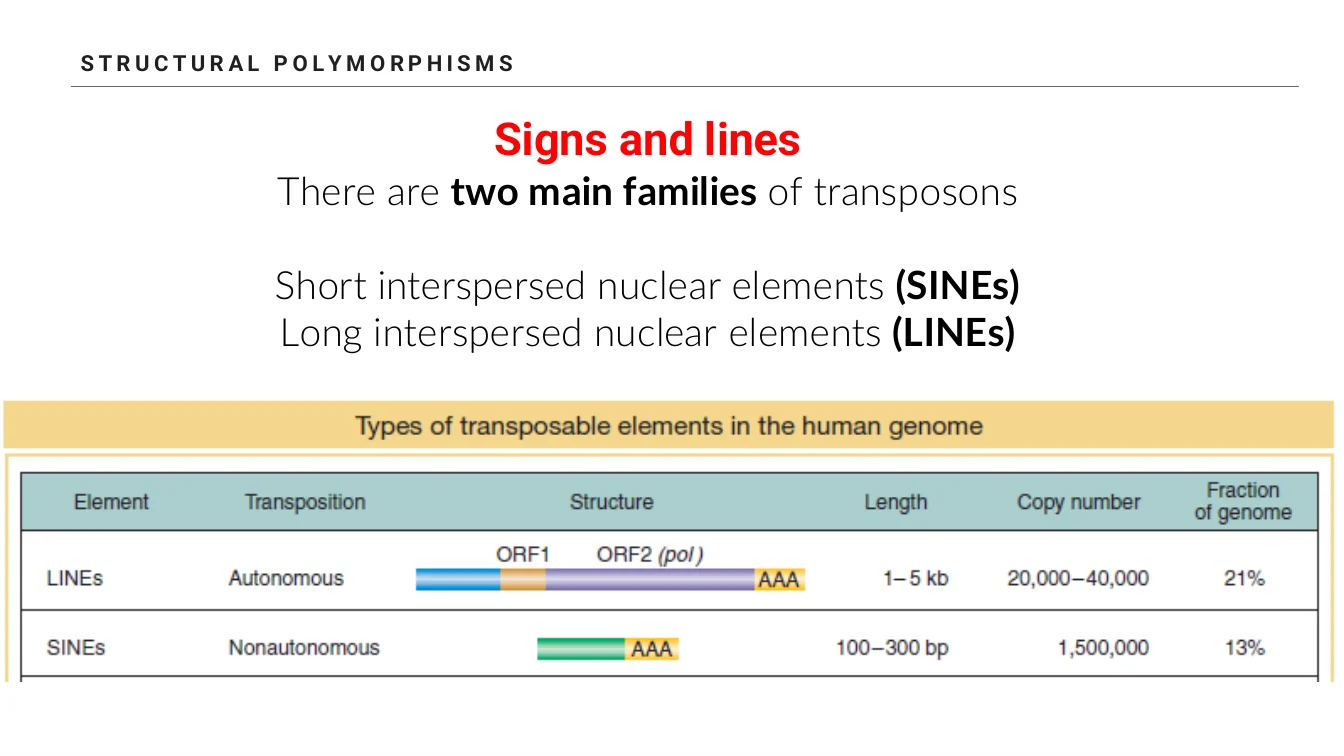 STRUCTURAL POLYMORPHISMS
Signs and lines
There are two main families of transposons
Short interspersed nuclear elements (SINEs)
Long interspersed nuclear elements (LINEs)
Types of transposable elements in the human genome
Element Transposition Structure Length Copy number Fraction of genome
ORF1 ORF2 (pol)
LINEs Autonomous AAA 1–5 kb 20,000–40,000 21%
SINEs Nonautonomous AAA 100–300 bp 1,500,000 13%